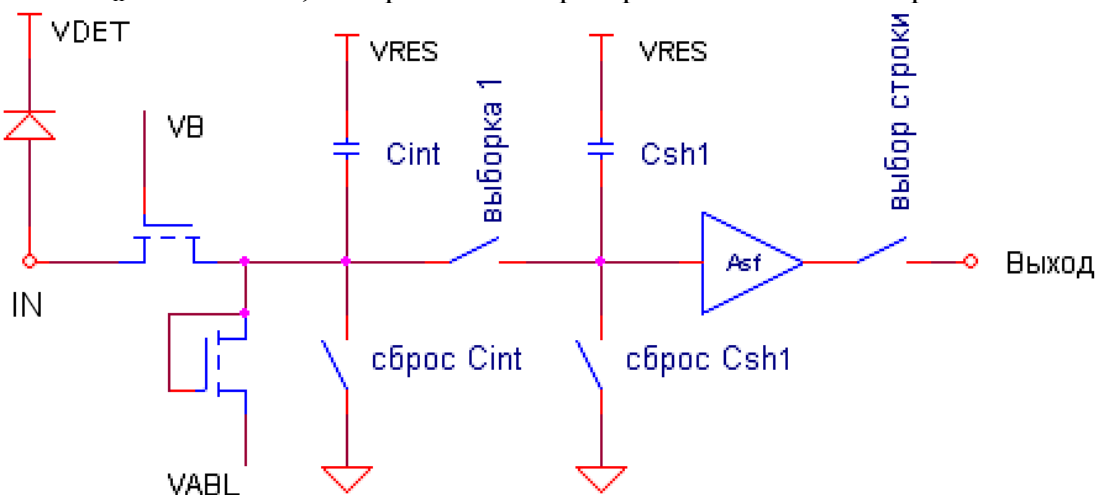 VDET
VRES
VRES
VB
Cint
выборка 1
Csh1
выбор строки
Asf
Выход
IN
сброс Cint
сброс Csh1
VABL